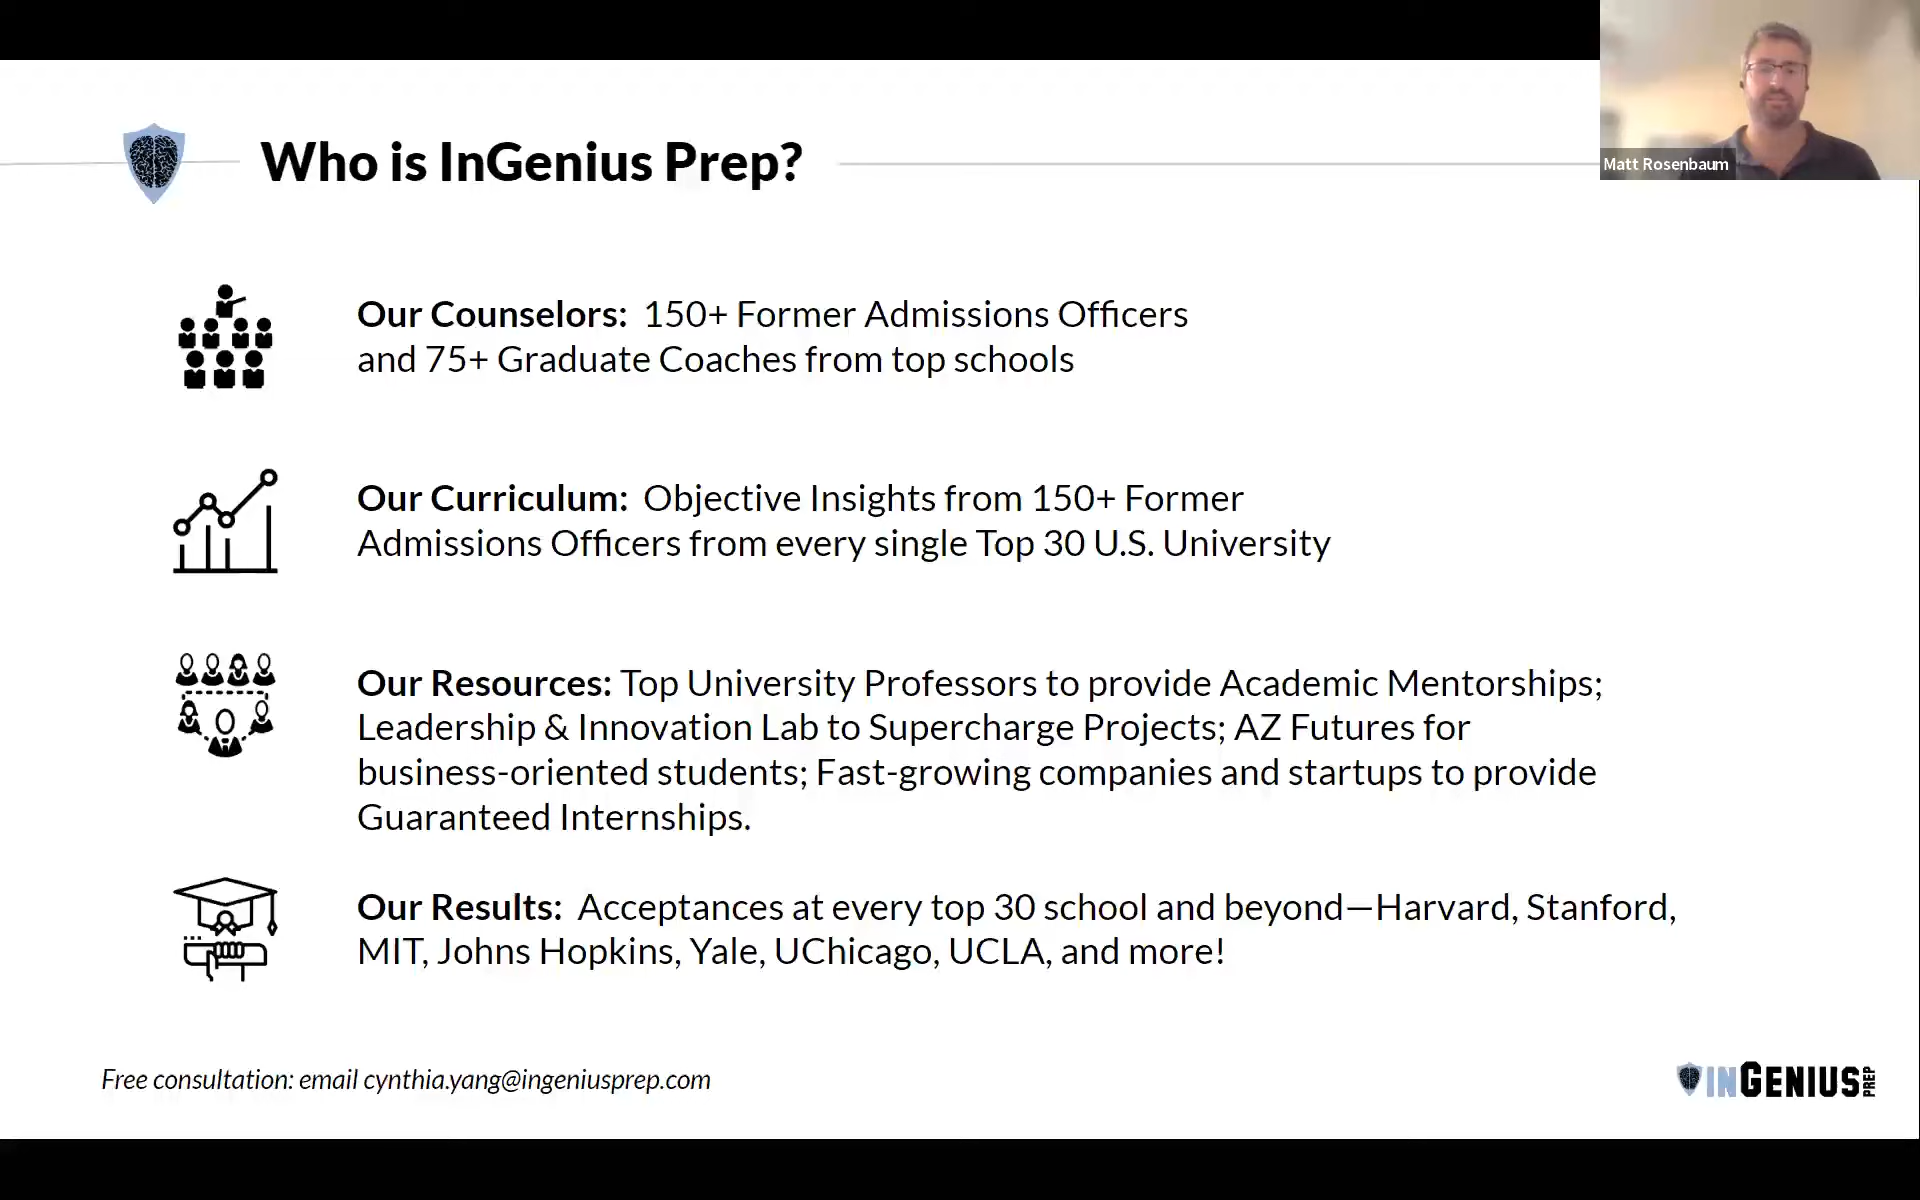 Matt Rosenbaum
Who is InGenius Prep?
Our Counselors: 150+ Former Admissions Officers
and 75+ Graduate Coaches from top schools
Our Curriculum: Objective Insights from 150+ Former
Admissions Officers from every single Top 30 U.S. University
Our Resources: Top University Professors to provide Academic Mentorships;
Leadership & Innovation Lab to Supercharge Projects; AZ Futures for
business-oriented students; Fast-growing companies and startups to provide
Guaranteed Internships.
Our Results: Acceptances at every top 30 school and beyond—Harvard, Stanford,
MIT, Johns Hopkins, Yale, UChicago, UCLA, and more!
Free consultation: email cynthia.yang@ingeniusprep.com
INGENIUS PREP